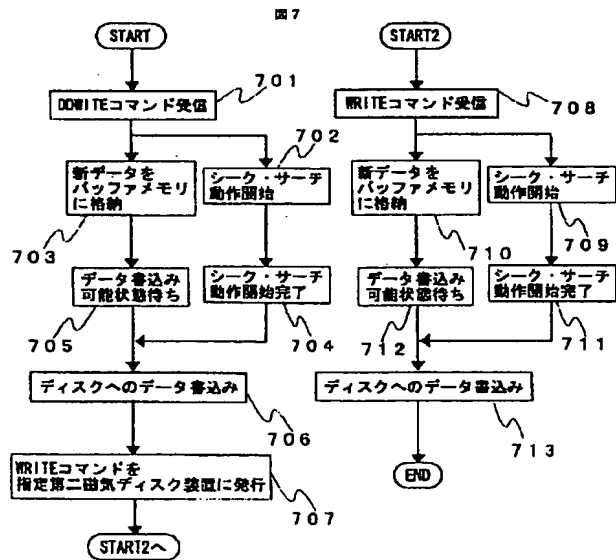 図7
START
DDWITEコマンド受信
701
702
新データを
バッファメモリ
に格納
シーク・サーチ
動作開始
703
データ書込み
可能状態待ち
シーク・サーチ
動作開始完了
705
704
ディスクへのデータ書込み
706
WRITEコマンドを
指定第二磁気ディスク装置に発行
707
START2へ
START2
WRITEコマンド受信
708
新データを
バッファメモリ
に格納
シーク・サーチ
動作開始
710
709
データ書込み
可能状態待ち
シーク・サーチ
動作開始完了
712
711
ディスクへのデータ書込み
713
END